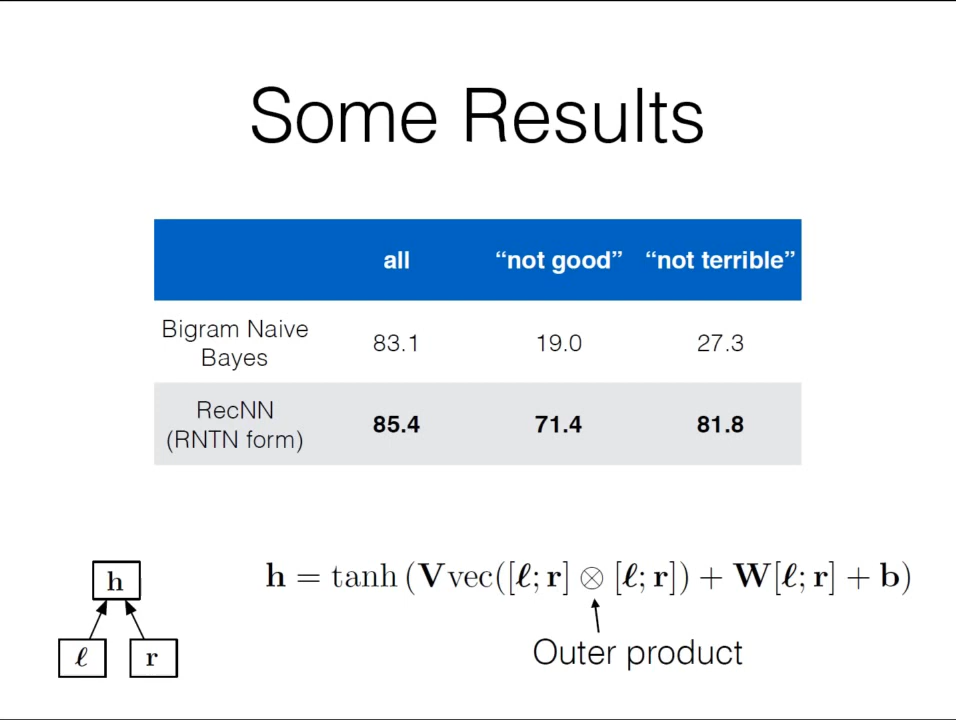 Some Results
all “not good” “not terrible”
Bigram Naive
Bayes
83.1 19.0 27.3
RecNN
(RNTN form)
85.4 71.4 81.8
h = tanh (V vec([ℓ; r] ⊗ [ℓ; r]) + W[ℓ; r] + b)
h
ℓ r
Outer product